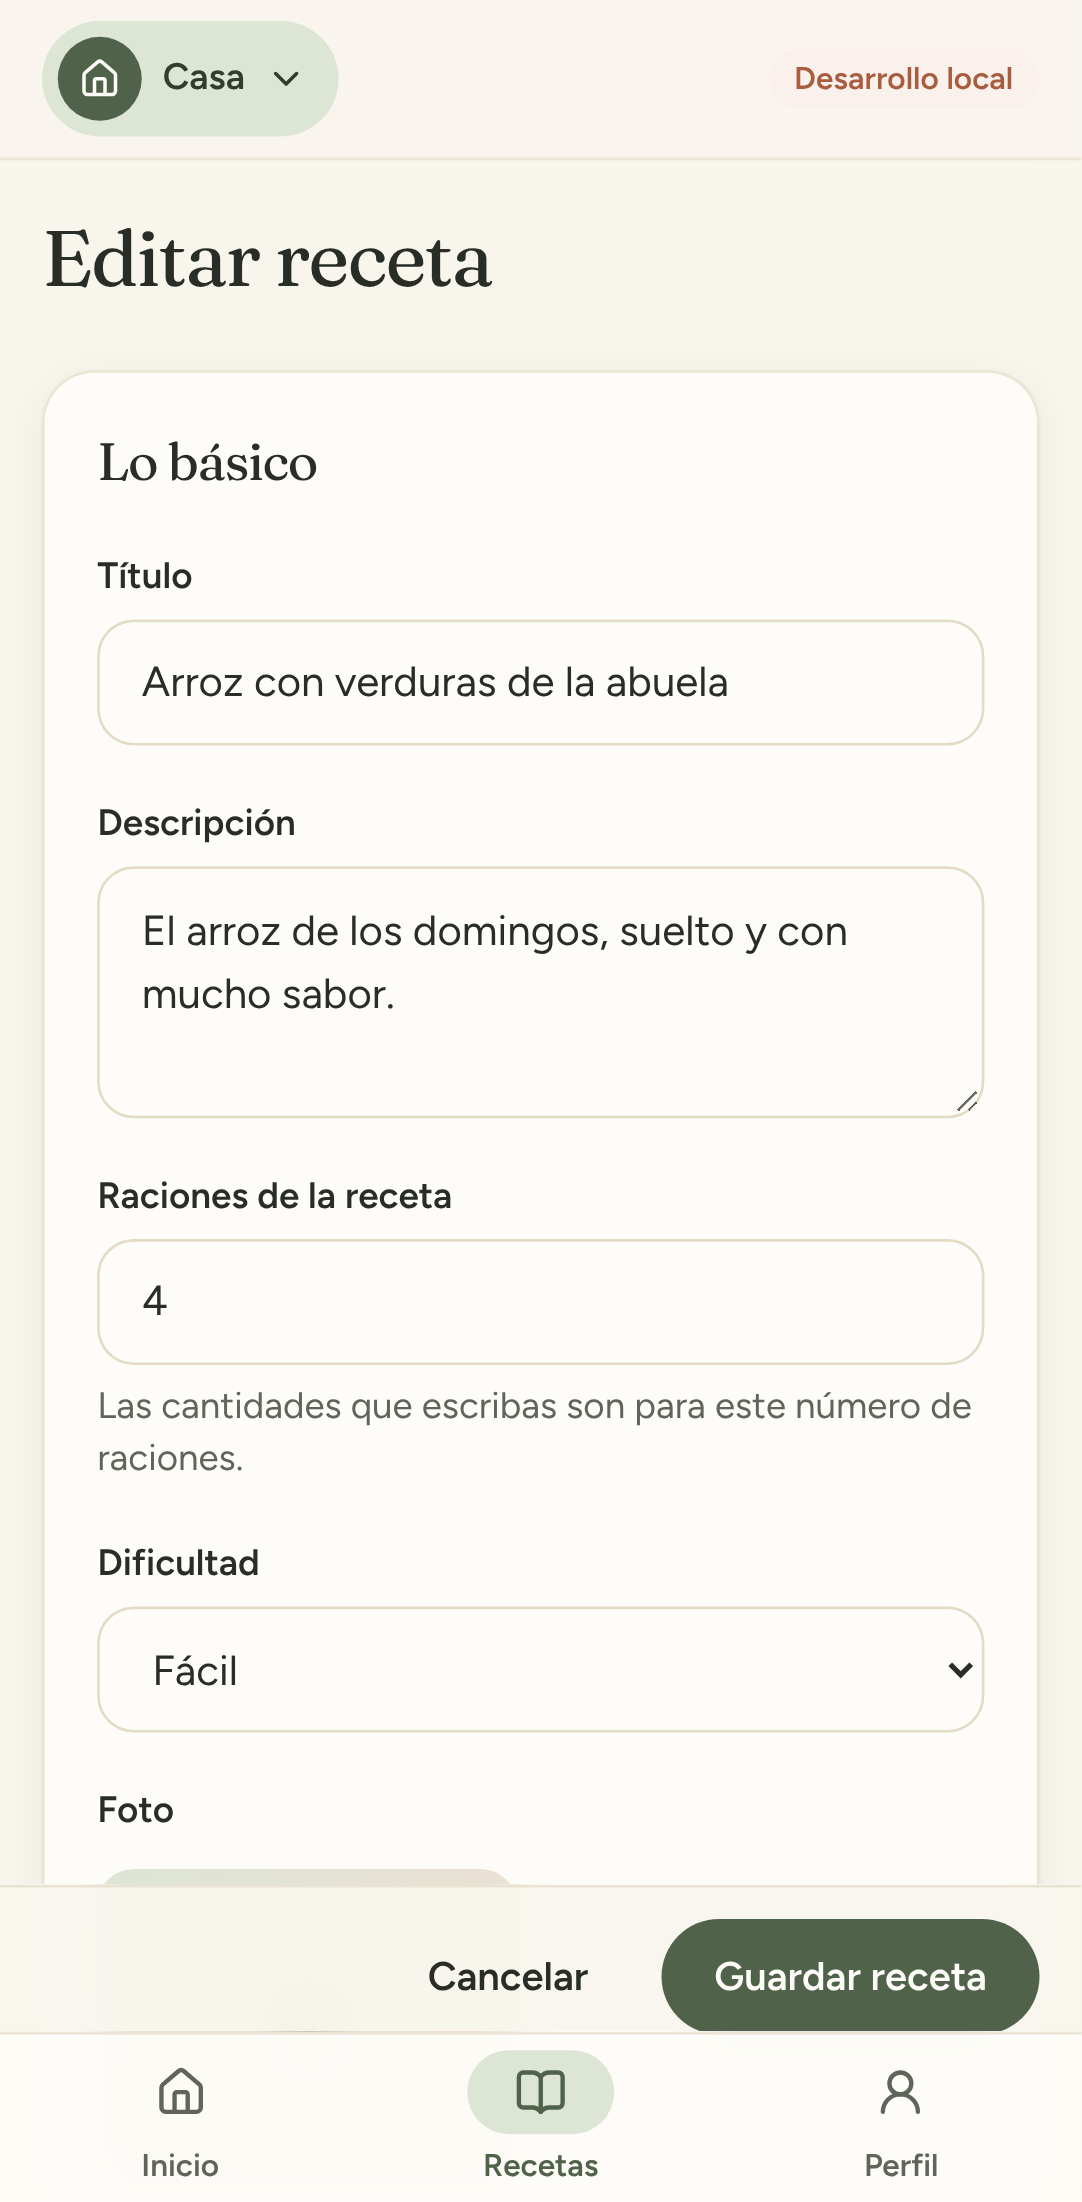 Casa
Desarrollo local
Editar receta
Lo básico
Título
Arroz con verduras de la abuela
Descripción
El arroz de los domingos, suelto y con
mucho sabor.
Raciones de la receta
4
Las cantidades que escribas son para este número de
raciones.
Dificultad
Fácil
Foto
Cancelar
Guardar receta
Inicio
Recetas
Perfil